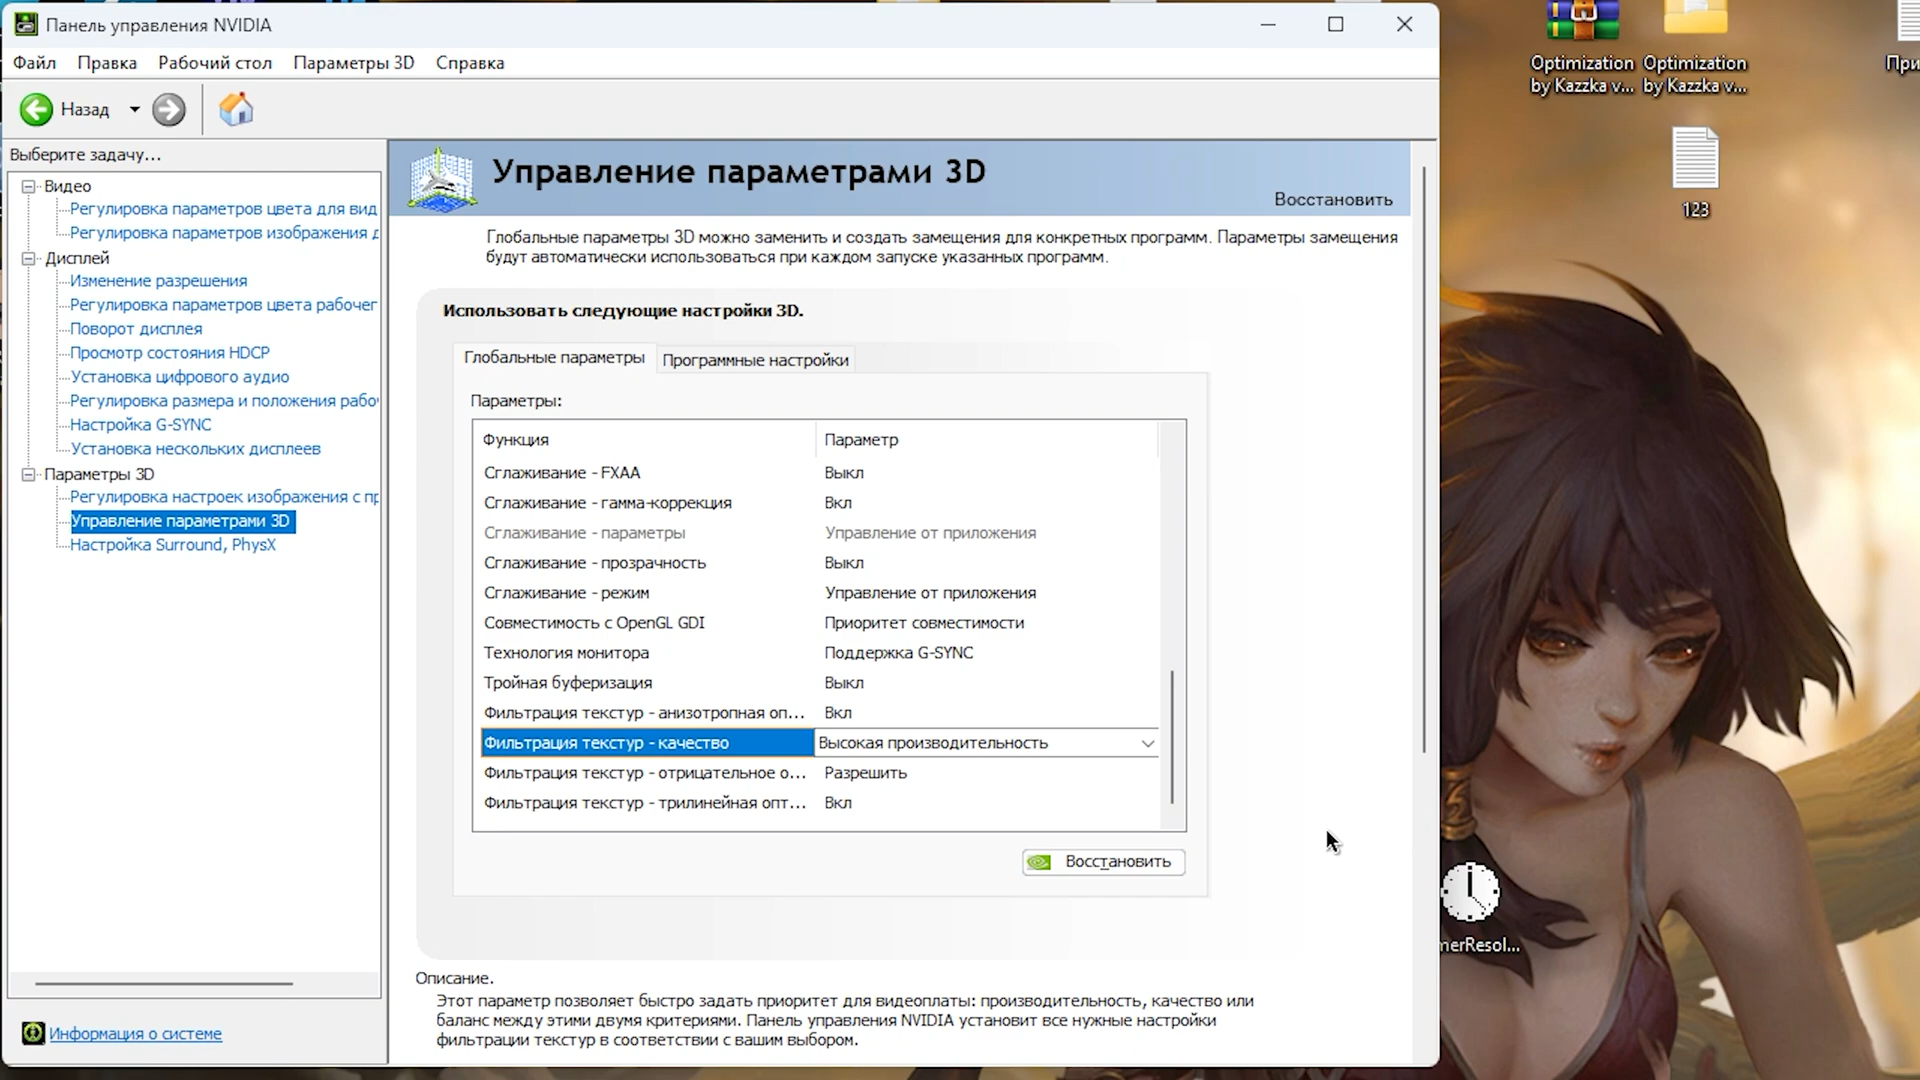 Панель управления NVIDIA
Файл Правка Рабочий стол Параметры 3D Справка
Назад
Выберите задачу...
Видео
Регулировка параметров цвета для вид
Регулировка параметров изображения д
Дисплей
Изменение разрешения
Регулировка параметров цвета рабочег
Поворот дисплея
Просмотр состояния HDCP
Установка цифрового аудио
Регулировка размера и положения рабо
Настройка G-SYNC
Установка нескольких дисплеев
Параметры 3D
Регулировка настроек изображения с пр
Управление параметрами 3D
Настройка Surround, PhysX
Информация о системе
Управление параметрами 3D
Восстановить
Глобальные параметры 3D можно заменить и создать замещения для конкретных программ. Параметры замещения
будут автоматически использоваться при каждом запуске указанных программ.
Использовать следующие настройки 3D.
Глобальные параметры Программные настройки
Параметры:
Функция Параметр
Сглаживание - FXAA Выкл
Сглаживание - гамма-коррекция Вкл
Сглаживание - параметры Управление от приложения
Сглаживание - прозрачность Выкл
Сглаживание - режим Управление от приложения
Совместимость с OpenGL GDI Приоритет совместимости
Технология монитора Поддержка G-SYNC
Тройная буферизация Выкл
Фильтрация текстур - анизотропная оп... Вкл
Фильтрация текстур - качество Высокая производительность
Фильтрация текстур - отрицательное о... Разрешить
Фильтрация текстур - трилинейная опт... Вкл
Восстановить
Описание.
Этот параметр позволяет быстро задать приоритет для видеоплаты: производительность, качество или
баланс между этими двумя критериями. Панель управления NVIDIA установит все нужные настройки
фильтрации текстур в соответствии с вашим выбором.
Optimization
by Kazzka v...
Optimization
by Kazzka v...
При
123
merResol...